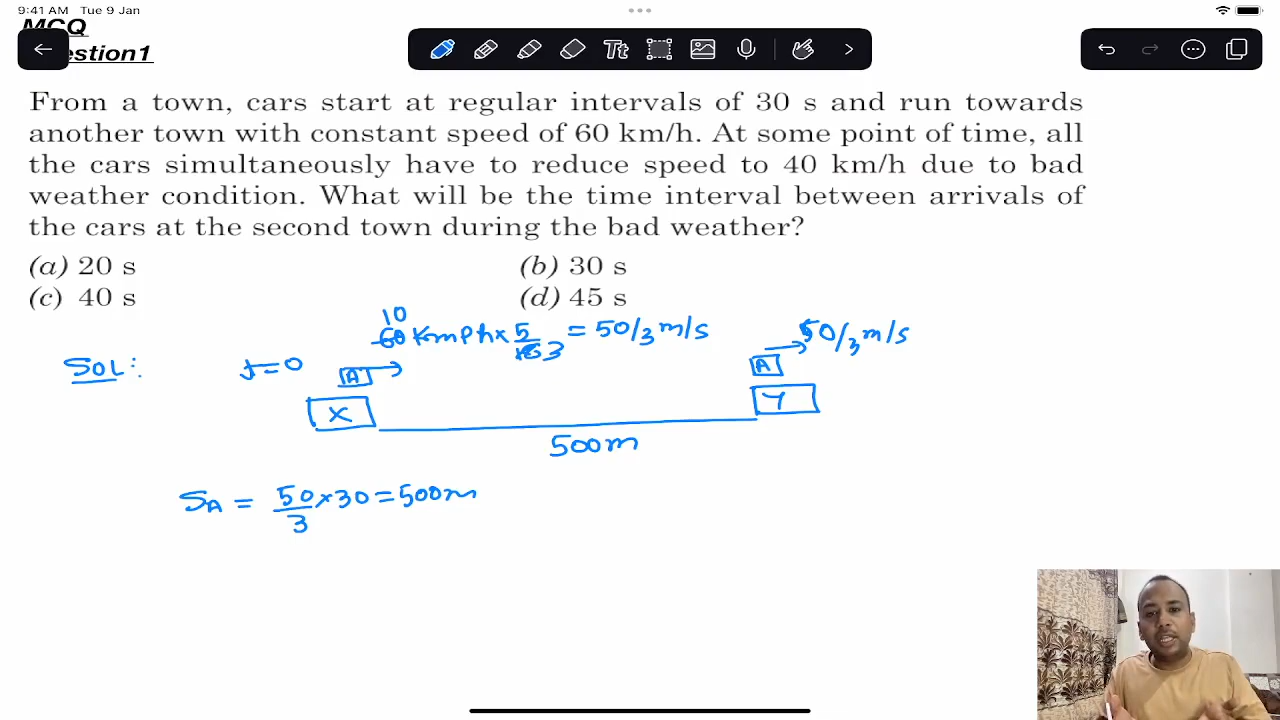 9:41 AM Tue 9 Jan
MCQ
estion1
Tt
From a town, cars start at regular intervals of 30 s and run towards
another town with constant speed of 60 km/h. At some point of time, all
the cars simultaneously have to reduce speed to 40 km/h due to bad
weather condition. What will be the time interval between arrivals of
the cars at the second town during the bad weather?
(a) 20 s (b) 30 s
(c) 40 s (d) 45 s
10
60 Kmph × 5/18 3 = 50/3 m/s 50/3 m/s
SOL: t=0 A A
X Y
500m
SA = 50/3 × 30 = 500m